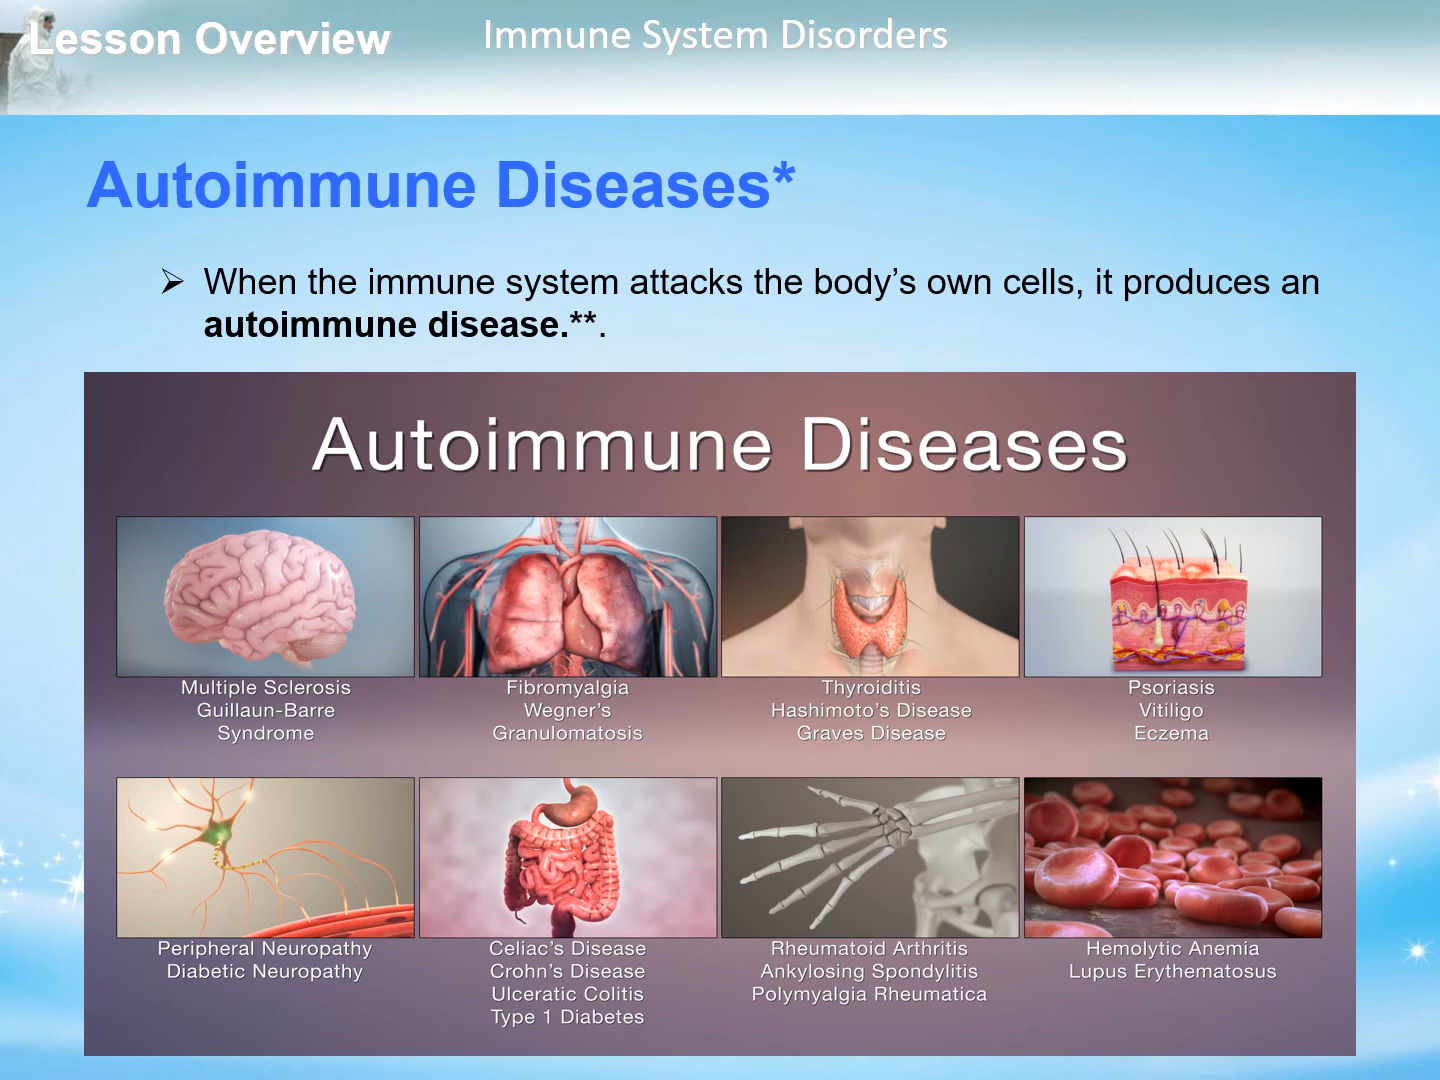 Lesson Overview
Immune System Disorders
Autoimmune Diseases*
➢ When the immune system attacks the body’s own cells, it produces an
autoimmune disease.**.
Autoimmune Diseases
Multiple Sclerosis
Guillaun-Barre
Syndrome
Fibromyalgia
Wegner’s
Granulomatosis
Thyroiditis
Hashimoto’s Disease
Graves Disease
Psoriasis
Vitiligo
Eczema
Peripheral Neuropathy
Diabetic Neuropathy
Celiac’s Disease
Crohn’s Disease
Ulceratic Colitis
Type 1 Diabetes
Rheumatoid Arthritis
Ankylosing Spondylitis
Polymyalgia Rheumatica
Hemolytic Anemia
Lupus Erythematosus